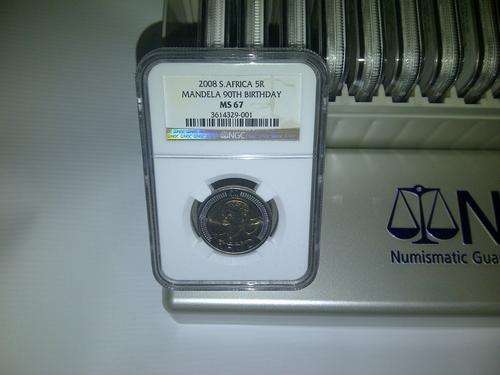 2008 S.AFRICA 5R
MANDELA 90TH BIRTHDAY
MS 67
3614329-001
NGC
N
Numismatic Gua